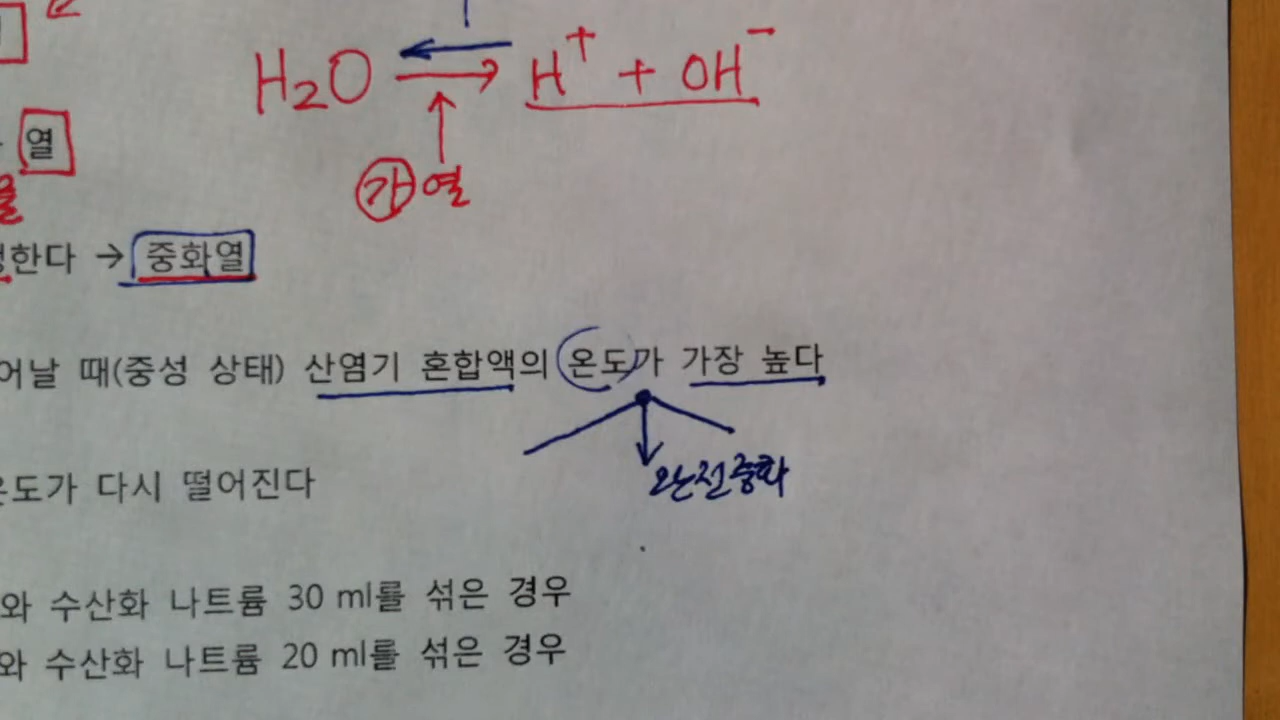 H₂O ⇄ H⁺ + OH⁻
열
가열
한다 → 중화열
어날 때(중성 상태) 산염기 혼합액의 온도가 가장 높다
완전중화
온도가 다시 떨어진다
와 수산화 나트륨 30 ml를 섞은 경우
와 수산화 나트륨 20 ml를 섞은 경우